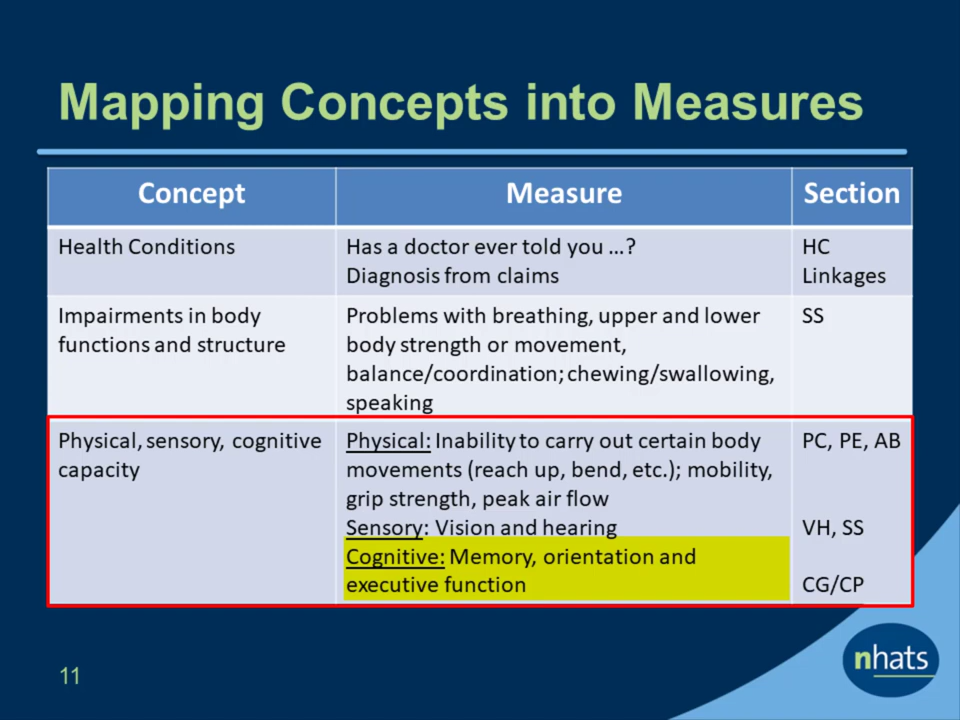 Mapping Concepts into Measures
Concept Measure Section
Health Conditions
Has a doctor ever told you …?
Diagnosis from claims
HC
Linkages
Impairments in body
functions and structure
Problems with breathing, upper and lower
body strength or movement,
balance/coordination; chewing/swallowing,
speaking
SS
Physical, sensory, cognitive
capacity
Physical: Inability to carry out certain body
movements (reach up, bend, etc.); mobility,
grip strength, peak air flow
Sensory: Vision and hearing
Cognitive: Memory, orientation and
executive function
PC, PE, AB
VH, SS
CG/CP
11
nhats